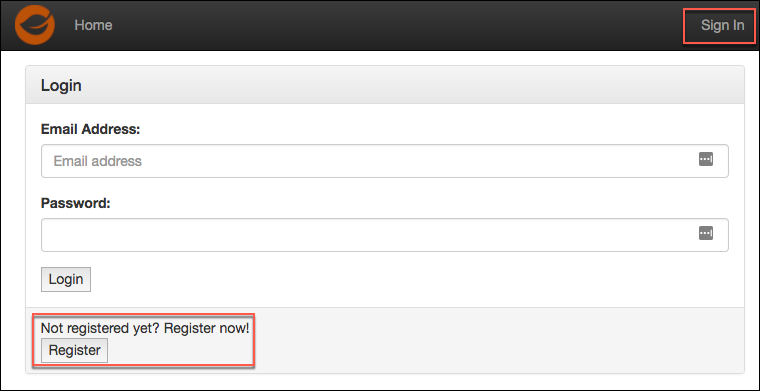 Home
Sign In
Login
Email Address:
Email address
Password:
Login
Not registered yet? Register now!
Register